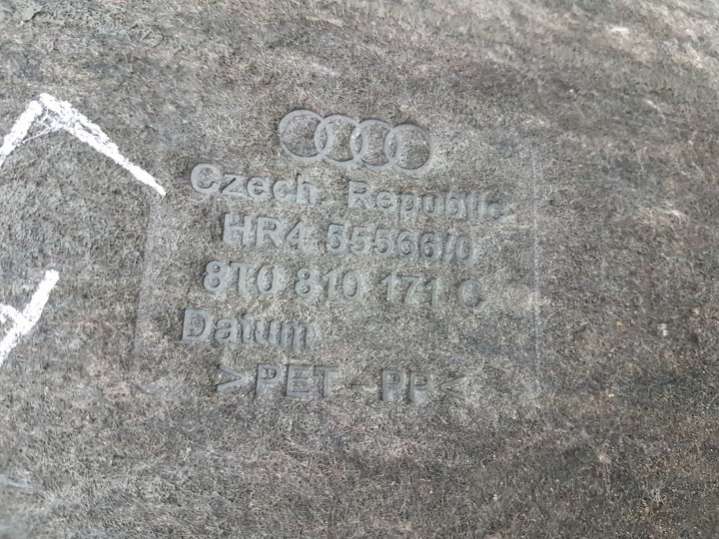 Czech Republic
HR4 55566/0
8T0 810 171 C
Datum
>PET - PP<